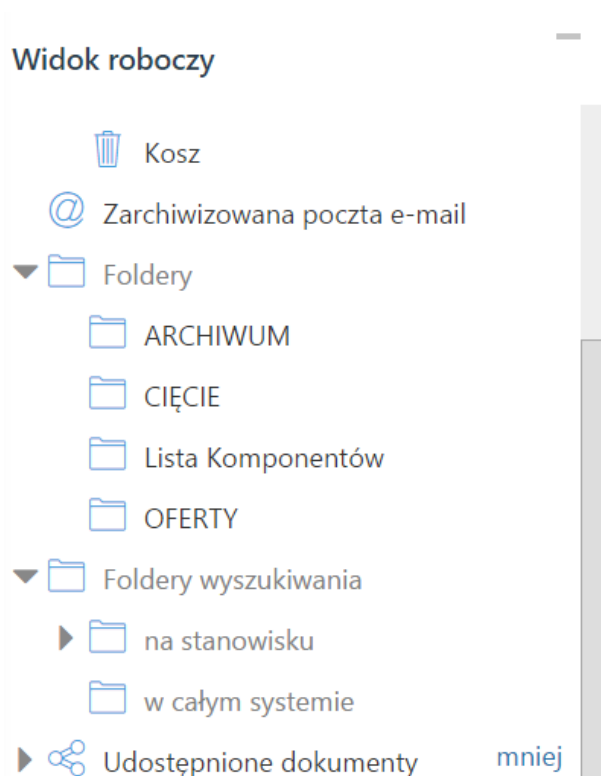 Widok roboczy
Kosz
Zarchiwizowana poczta e-mail
Foldery
ARCHIWUM
CIĘCIE
Lista Komponentów
OFERTY
Foldery wyszukiwania
na stanowisku
w całym systemie
Udostępnione dokumenty mniej